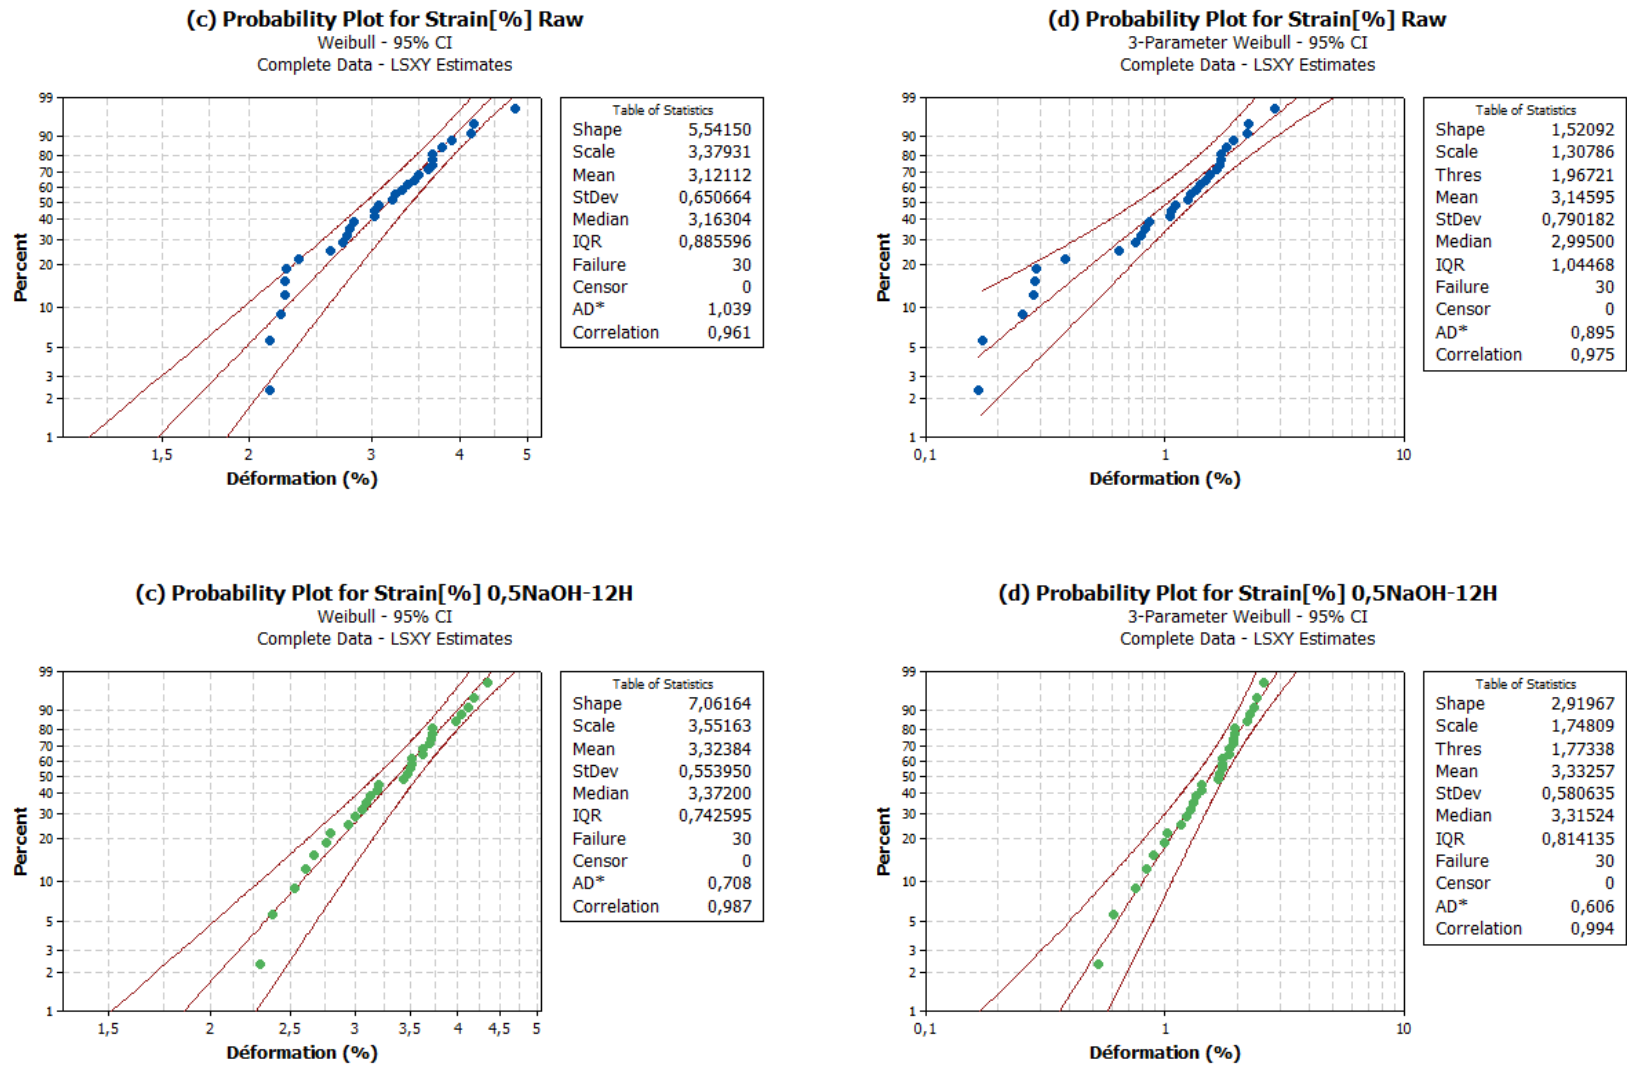 (c) Probability Plot for Strain[%] Raw
Weibull - 95% CI
Complete Data - LSXY Estimates
99
90
80
70
60
50
40
30
20
10
5
3
2
1
Percent
1,5 2 3 4 5
Déformation (%)
Table of Statistics
Shape 5,54150
Scale 3,37931
Mean 3,12112
StDev 0,650664
Median 3,16304
IQR 0,885596
Failure 30
Censor 0
AD* 1,039
Correlation 0,961
(d) Probability Plot for Strain[%] Raw
3-Parameter Weibull - 95% CI
Complete Data - LSXY Estimates
99
90
80
70
60
50
40
30
20
10
5
3
2
1
Percent
0,1 1 10
Déformation (%)
Table of Statistics
Shape 1,52092
Scale 1,30786
Thres 1,96721
Mean 3,14595
StDev 0,790182
Median 2,99500
IQR 1,04468
Failure 30
Censor 0
AD* 0,895
Correlation 0,975
(c) Probability Plot for Strain[%] 0,5NaOH-12H
Weibull - 95% CI
Complete Data - LSXY Estimates
99
90
80
70
60
50
40
30
20
10
5
3
2
1
Percent
1,5 2 2,5 3 3,5 4 4,5 5
Déformation (%)
Table of Statistics
Shape 7,06164
Scale 3,55163
Mean 3,32384
StDev 0,553950
Median 3,37200
IQR 0,742595
Failure 30
Censor 0
AD* 0,708
Correlation 0,987
(d) Probability Plot for Strain[%] 0,5NaOH-12H
3-Parameter Weibull - 95% CI
Complete Data - LSXY Estimates
99
90
80
70
60
50
40
30
20
10
5
3
2
1
Percent
0,1 1 10
Déformation (%)
Table of Statistics
Shape 2,91967
Scale 1,74809
Thres 1,77338
Mean 3,33257
StDev 0,580635
Median 3,31524
IQR 0,814135
Failure 30
Censor 0
AD* 0,606
Correlation 0,994